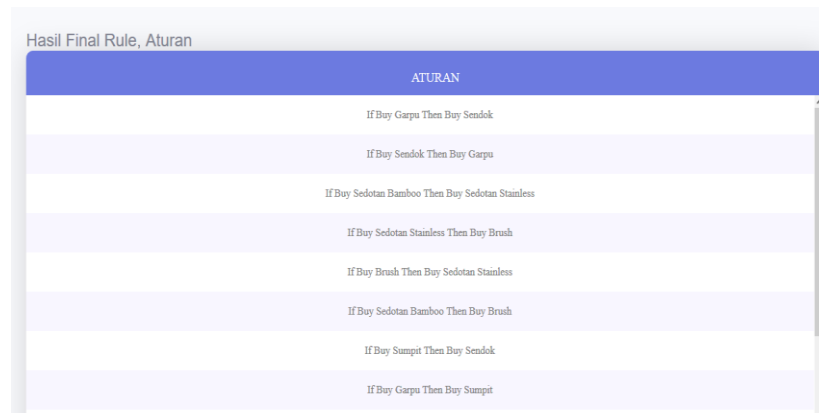 Hasil Final Rule, Aturan
ATURAN
If Buy Garpu Then Buy Sendok
If Buy Sendok Then Buy Garpu
If Buy Sedotan Bamboo Then Buy Sedotan Stainless
If Buy Sedotan Stainless Then Buy Brush
If Buy Brush Then Buy Sedotan Stainless
If Buy Sedotan Bamboo Then Buy Brush
If Buy Sumpit Then Buy Sendok
If Buy Garpu Then Buy Sumpit